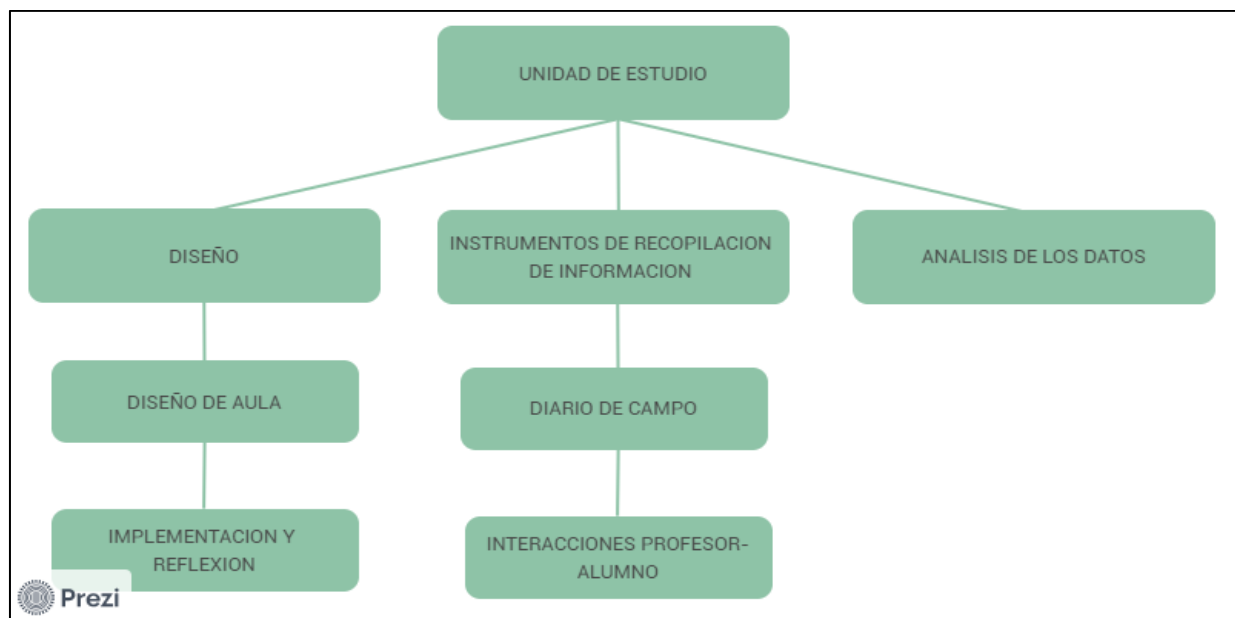 UNIDAD DE ESTUDIO
DISEÑO
INSTRUMENTOS DE RECOPILACION
DE INFORMACION
ANALISIS DE LOS DATOS
DISEÑO DE AULA
DIARIO DE CAMPO
IMPLEMENTACION Y
REFLEXION
INTERACCIONES PROFESOR-
ALUMNO
Prezi